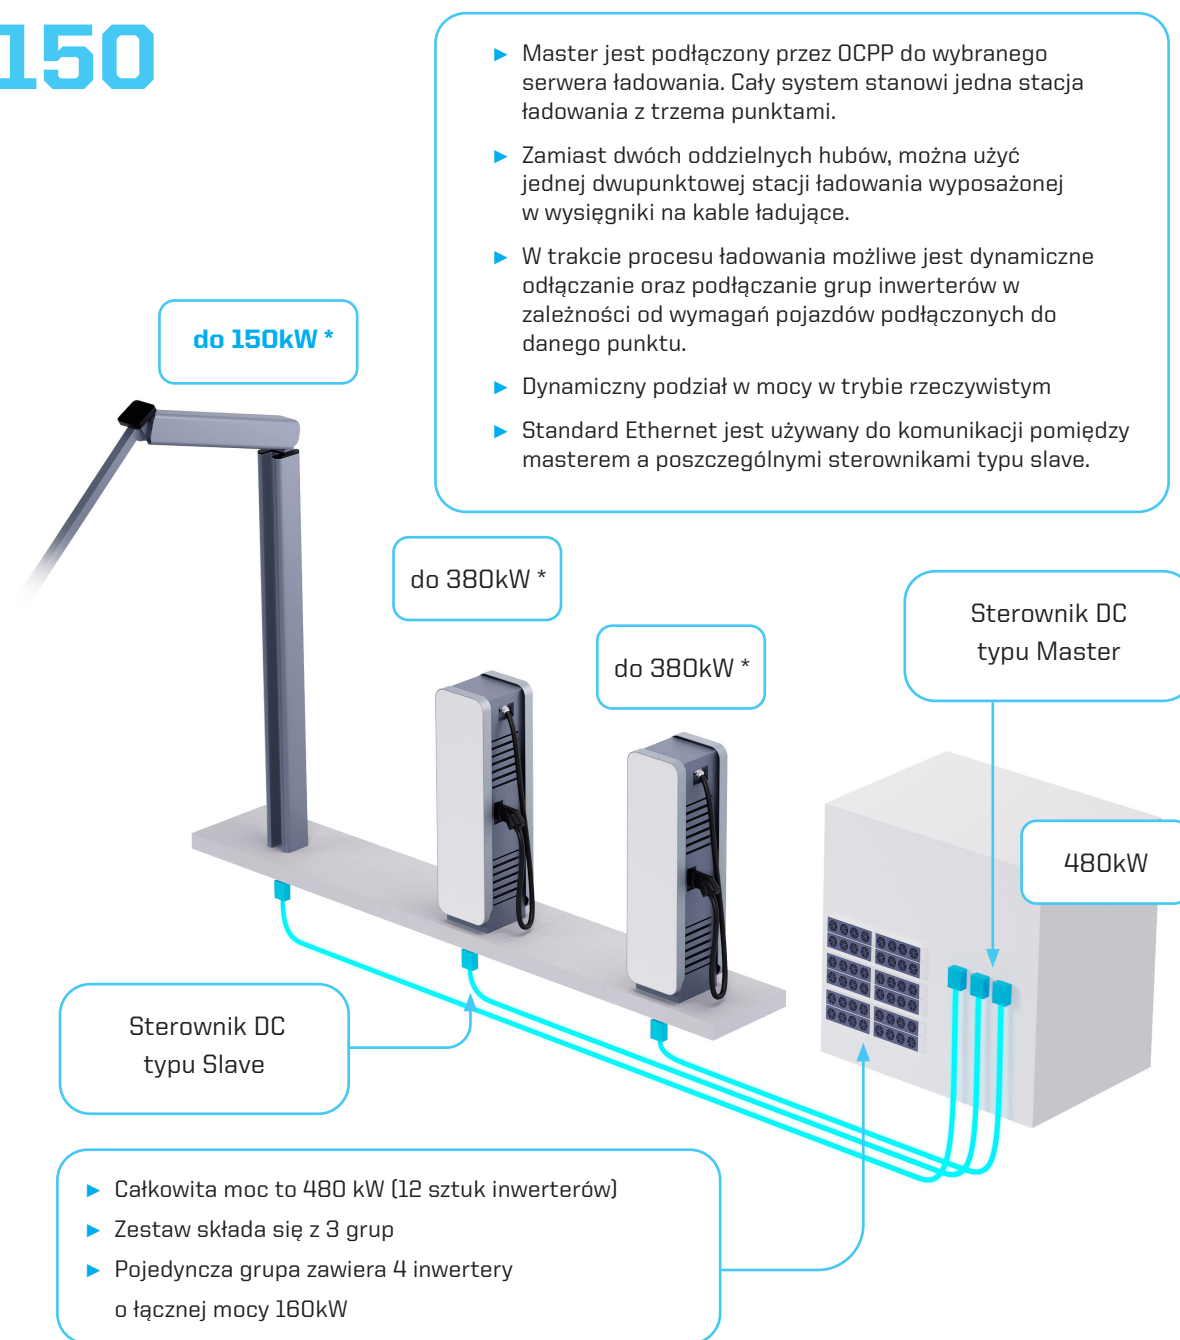 150
► Master jest podłączony przez OCPP do wybranego
serwera ładowania. Cały system stanowi jedna stacja
ładowania z trzema punktami.
► Zamiast dwóch oddzielnych hubów, można użyć
jednej dwupunktowej stacji ładowania wyposażonej
w wysięgniki na kable ładujące.
► W trakcie procesu ładowania możliwe jest dynamiczne
odłączanie oraz podłączanie grup inwerterów w
zależności od wymagań pojazdów podłączonych do
danego punktu.
► Dynamiczny podział w mocy w trybie rzeczywistym
► Standard Ethernet jest używany do komunikacji pomiędzy
masterem a poszczególnymi sterownikami typu slave.
do 150kW *
do 380kW *
do 380kW *
Sterownik DC
typu Master
480kW
Sterownik DC
typu Slave
► Całkowita moc to 480 kW (12 sztuk inwerterów)
► Zestaw składa się z 3 grup
► Pojedyncza grupa zawiera 4 inwertery
o łącznej mocy 160kW